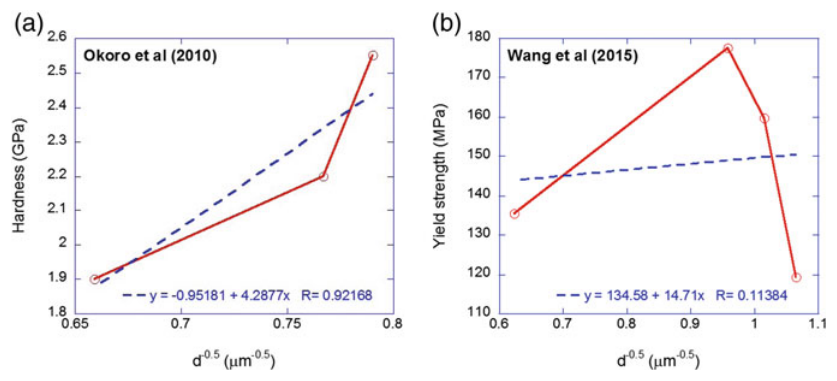 (a)
2.6
Okoro et al (2010)
2.5
2.4
2.3
2.2
2.1
2
1.9
1.8
Hardness (GPa)
y = -0.95181 + 4.2877x R= 0.92168
0.65 0.7 0.75 0.8
d^-0.5 (μm^-0.5)
(b)
180
Wang et al (2015)
170
160
150
140
130
120
110
Yield strength (MPa)
y = 134.58 + 14.71x R= 0.11384
0.6 0.7 0.8 0.9 1 1.1
d^-0.5 (μm^-0.5)